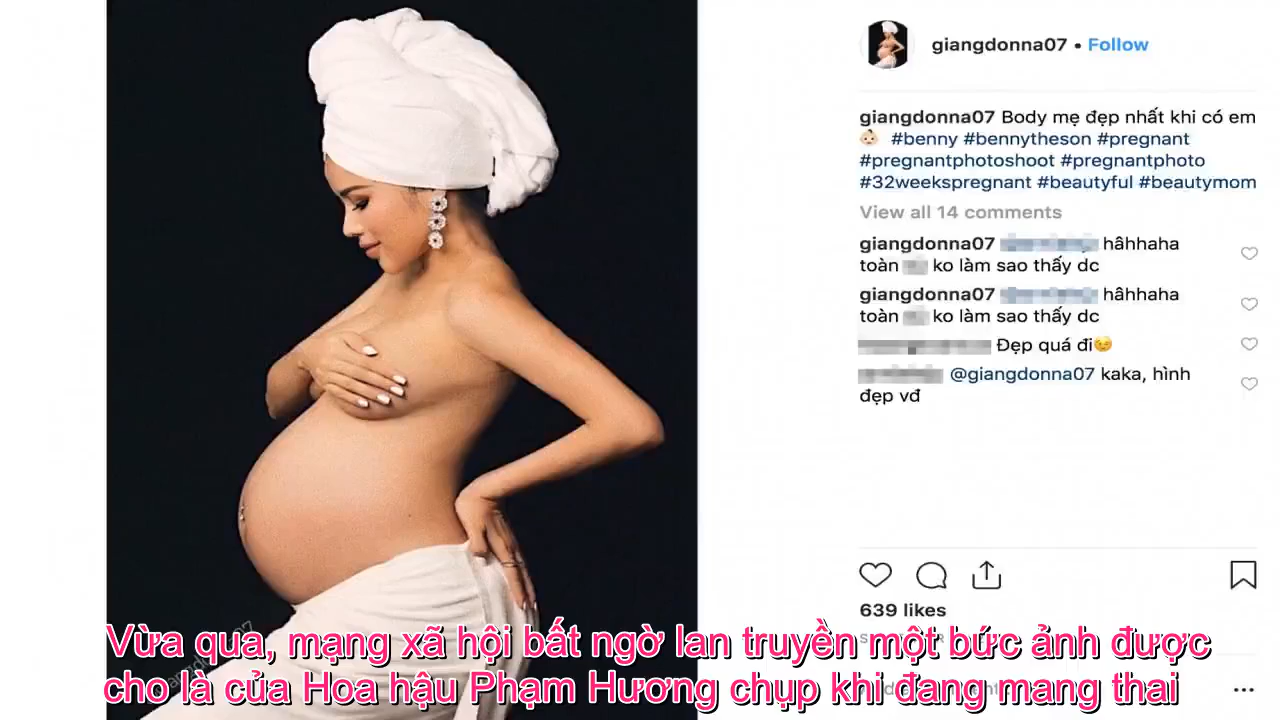 giangdonna07 • Follow
giangdonna07 Body mẹ đẹp nhất khi có em
#benny #bennytheson #pregnant
#pregnantphotoshoot #pregnantphoto
#32weekspregnant #beautyful #beautymom
View all 14 comments
giangdonna07 hâhhaha
toàn ko làm sao thấy dc
giangdonna07 hâhhaha
toàn ko làm sao thấy dc
Đẹp quá đi
@giangdonna07 kaka, hình
đẹp vđ
639 likes
Vừa qua, mạng xã hội bất ngờ lan truyền một bức ảnh được
cho là của Hoa hậu Phạm Hương chụp khi đang mang thai